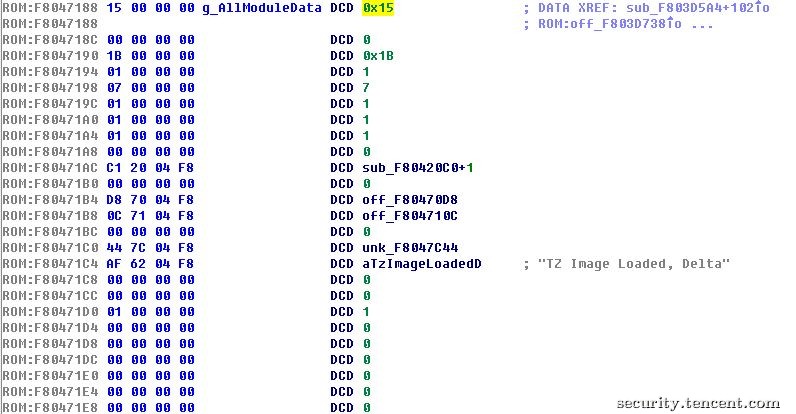 ROM:F8047188 15 00 00 00 g_AllModuleData DCD 0x15 ; DATA XREF: sub_F803D5A4+102↑o
ROM:F8047188 ; ROM:off_F803D738↑o ...
ROM:F804718C 00 00 00 00 DCD 0
ROM:F8047190 1B 00 00 00 DCD 0x1B
ROM:F8047194 01 00 00 00 DCD 1
ROM:F8047198 07 00 00 00 DCD 7
ROM:F804719C 01 00 00 00 DCD 1
ROM:F80471A0 01 00 00 00 DCD 1
ROM:F80471A4 01 00 00 00 DCD 1
ROM:F80471A8 00 00 00 00 DCD 0
ROM:F80471AC C1 20 04 F8 DCD sub_F80420C0+1
ROM:F80471B0 00 00 00 00 DCD 0
ROM:F80471B4 D8 70 04 F8 DCD off_F80470D8
ROM:F80471B8 0C 71 04 F8 DCD off_F804710C
ROM:F80471BC 00 00 00 00 DCD 0
ROM:F80471C0 44 7C 04 F8 DCD unk_F8047C44
ROM:F80471C4 AF 62 04 F8 DCD aTzImageLoadedD ; "TZ Image Loaded, Delta"
ROM:F80471C8 00 00 00 00 DCD 0
ROM:F80471CC 00 00 00 00 DCD 0
ROM:F80471D0 01 00 00 00 DCD 1
ROM:F80471D4 00 00 00 00 DCD 0
ROM:F80471D8 00 00 00 00 DCD 0
ROM:F80471DC 00 00 00 00 DCD 0
ROM:F80471E0 00 00 00 00 DCD 0
ROM:F80471E4 00 00 00 00 DCD 0
ROM:F80471E8 00 00 00 00 DCD 0
security.tencent.com